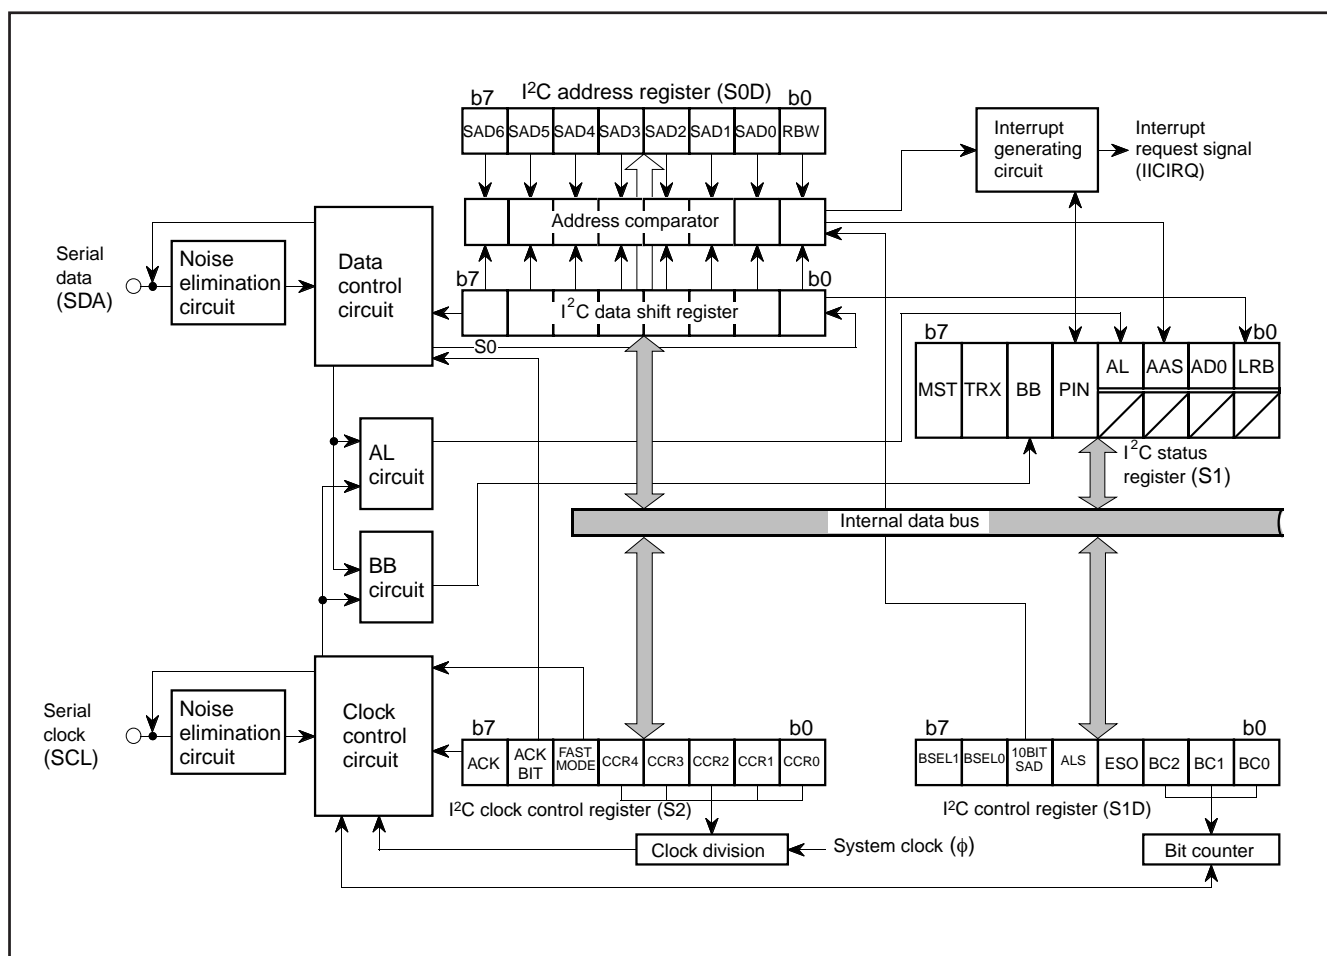 I²C address register (S0D)
b7
b0
SAD6 SAD5 SAD4 SAD3 SAD2 SAD1 SAD0 RBW
Interrupt
generating
circuit
Interrupt
request signal
(IICIRQ)
Address comparator
Serial
data
(SDA)
Noise
elimination
circuit
Data
control
circuit
b7
b0
I²C data shift register
S0
b7
b0
MST TRX BB PIN AL AAS AD0 LRB
I²C status
register (S1)
AL
circuit
Internal data bus
BB
circuit
Serial
clock
(SCL)
Noise
elimination
circuit
Clock
control
circuit
b7
b0
ACK
ACK
BIT
FAST
MODE
CCR4 CCR3 CCR2 CCR1 CCR0
I²C clock control register (S2)
b7
b0
BSEL1 BSEL0
10BIT
SAD
ALS ESO BC2 BC1 BC0
I²C control register (S1D)
Clock division
System clock (ϕ)
Bit counter